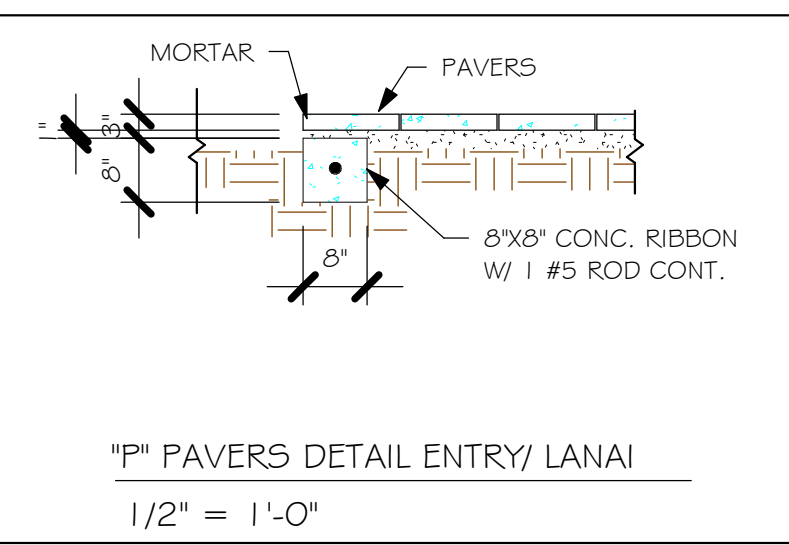 MORTAR
PAVERS
1"
3"
8"
8"
8"X8" CONC. RIBBON
W/ 1 #5 ROD CONT.
"P" PAVERS DETAIL ENTRY/ LANAI
1/2" = 1'-0"